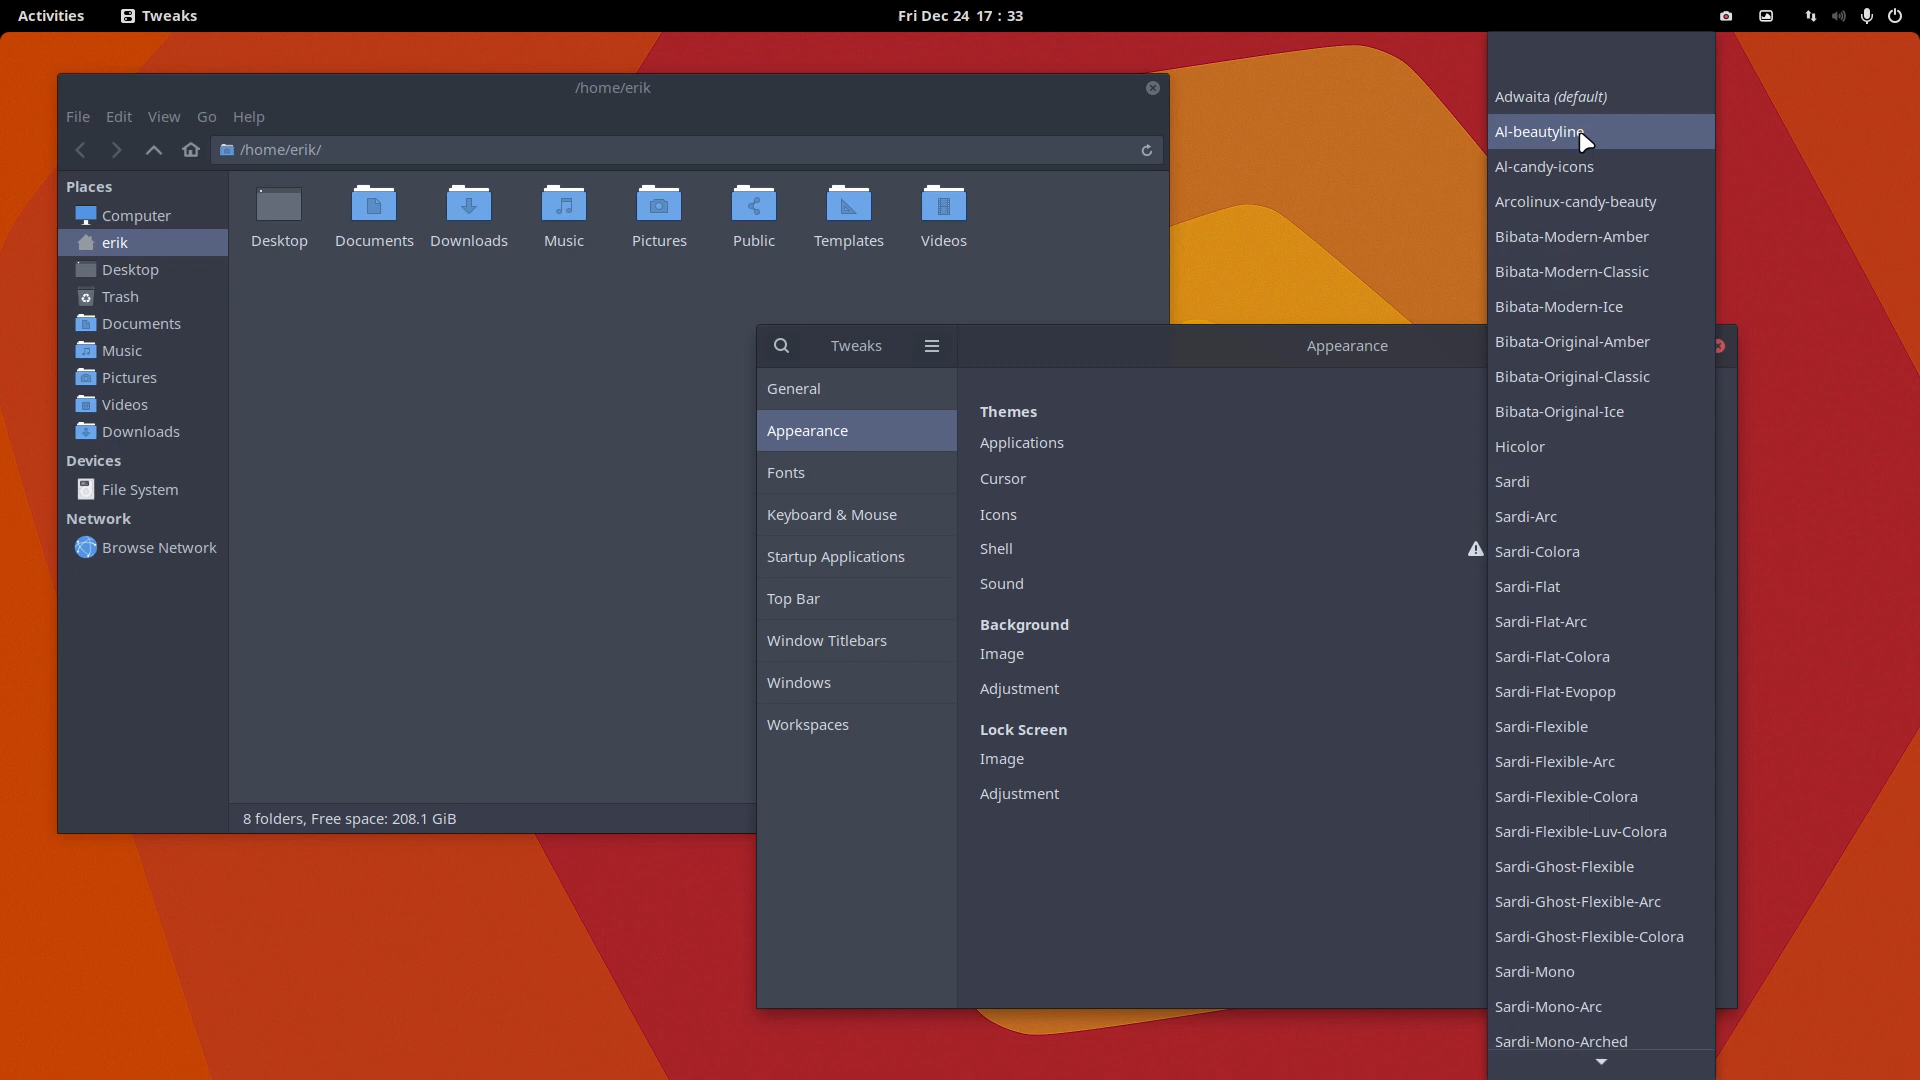 Activities
Tweaks
Fri Dec 24 17 : 33
/home/erik
File Edit View Go Help
/home/erik/
Places
Computer
erik
Desktop
Trash
Documents
Music
Pictures
Videos
Downloads
Devices
File System
Network
Browse Network
Desktop
Documents
Downloads
Music
Pictures
Public
Templates
Videos
8 folders, Free space: 208.1 GiB
Tweaks
Appearance
General
Appearance
Fonts
Keyboard & Mouse
Startup Applications
Top Bar
Window Titlebars
Windows
Workspaces
Themes
Applications
Cursor
Icons
Shell
Sound
Background
Image
Adjustment
Lock Screen
Image
Adjustment
Adwaita (default)
Al-beautyline
Al-candy-icons
Arcolinux-candy-beauty
Bibata-Modern-Amber
Bibata-Modern-Classic
Bibata-Modern-Ice
Bibata-Original-Amber
Bibata-Original-Classic
Bibata-Original-Ice
Hicolor
Sardi
Sardi-Arc
Sardi-Colora
Sardi-Flat
Sardi-Flat-Arc
Sardi-Flat-Colora
Sardi-Flat-Evopop
Sardi-Flexible
Sardi-Flexible-Arc
Sardi-Flexible-Colora
Sardi-Flexible-Luv-Colora
Sardi-Ghost-Flexible
Sardi-Ghost-Flexible-Arc
Sardi-Ghost-Flexible-Colora
Sardi-Mono
Sardi-Mono-Arc
Sardi-Mono-Arched